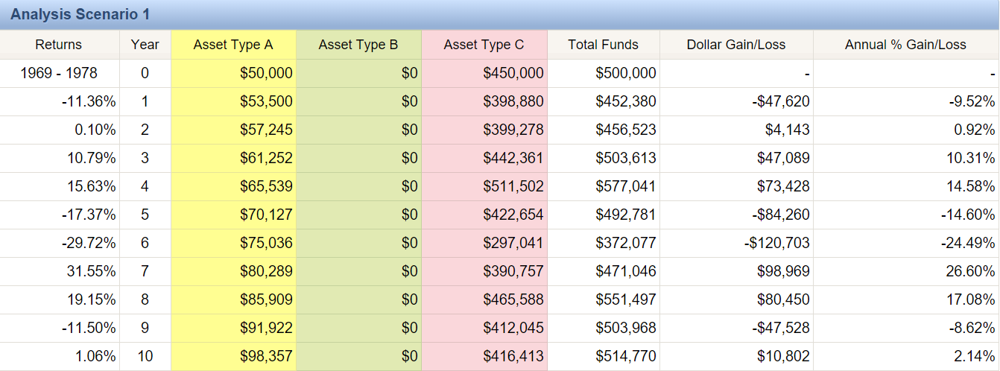 Analysis Scenario 1
Returns Year Asset Type A Asset Type B Asset Type C Total Funds Dollar Gain/Loss Annual % Gain/Loss
1969 - 1978 0 $50,000 $0 $450,000 $500,000 - -
-11.36% 1 $53,500 $0 $398,880 $452,380 -$47,620 -9.52%
0.10% 2 $57,245 $0 $399,278 $456,523 $4,143 0.92%
10.79% 3 $61,252 $0 $442,361 $503,613 $47,089 10.31%
15.63% 4 $65,539 $0 $511,502 $577,041 $73,428 14.58%
-17.37% 5 $70,127 $0 $422,654 $492,781 -$84,260 -14.60%
-29.72% 6 $75,036 $0 $297,041 $372,077 -$120,703 -24.49%
31.55% 7 $80,289 $0 $390,757 $471,046 $98,969 26.60%
19.15% 8 $85,909 $0 $465,588 $551,497 $80,450 17.08%
-11.50% 9 $91,922 $0 $412,045 $503,968 -$47,528 -8.62%
1.06% 10 $98,357 $0 $416,413 $514,770 $10,802 2.14%